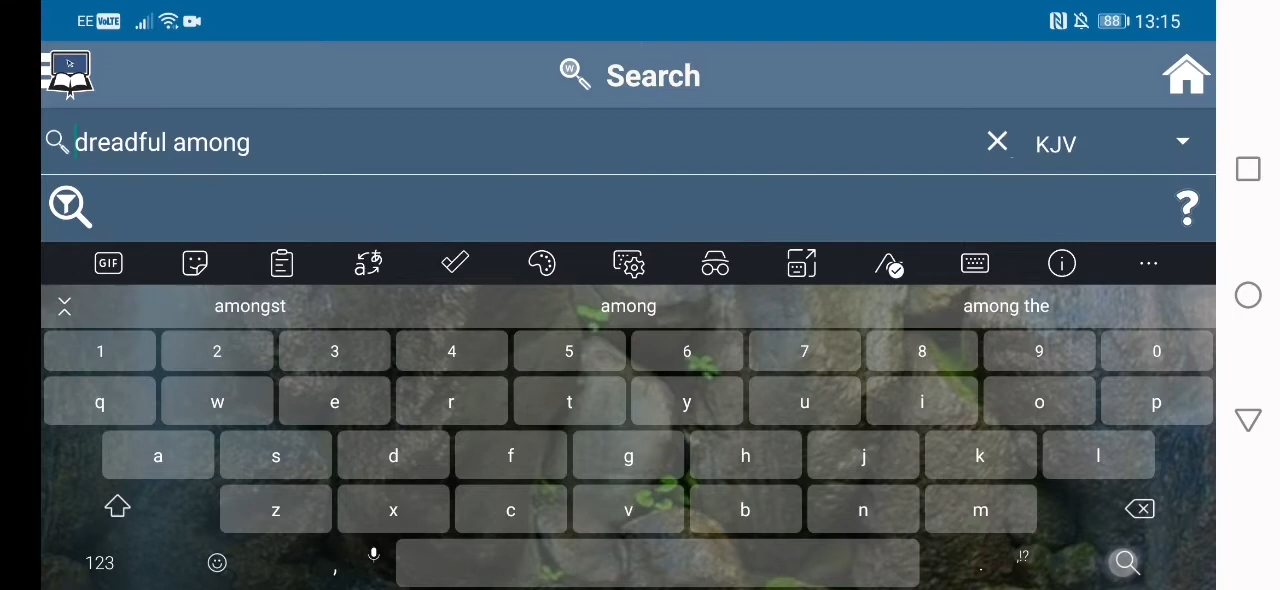 EE VoLTE 88 13:15
W Search
dreadful among KJV
?
GIF
amongst among among the
1 2 3 4 5 6 7 8 9 0
q w e r t y u i o p
a s d f g h j k l
z x c v b n m
123 , . ,!?